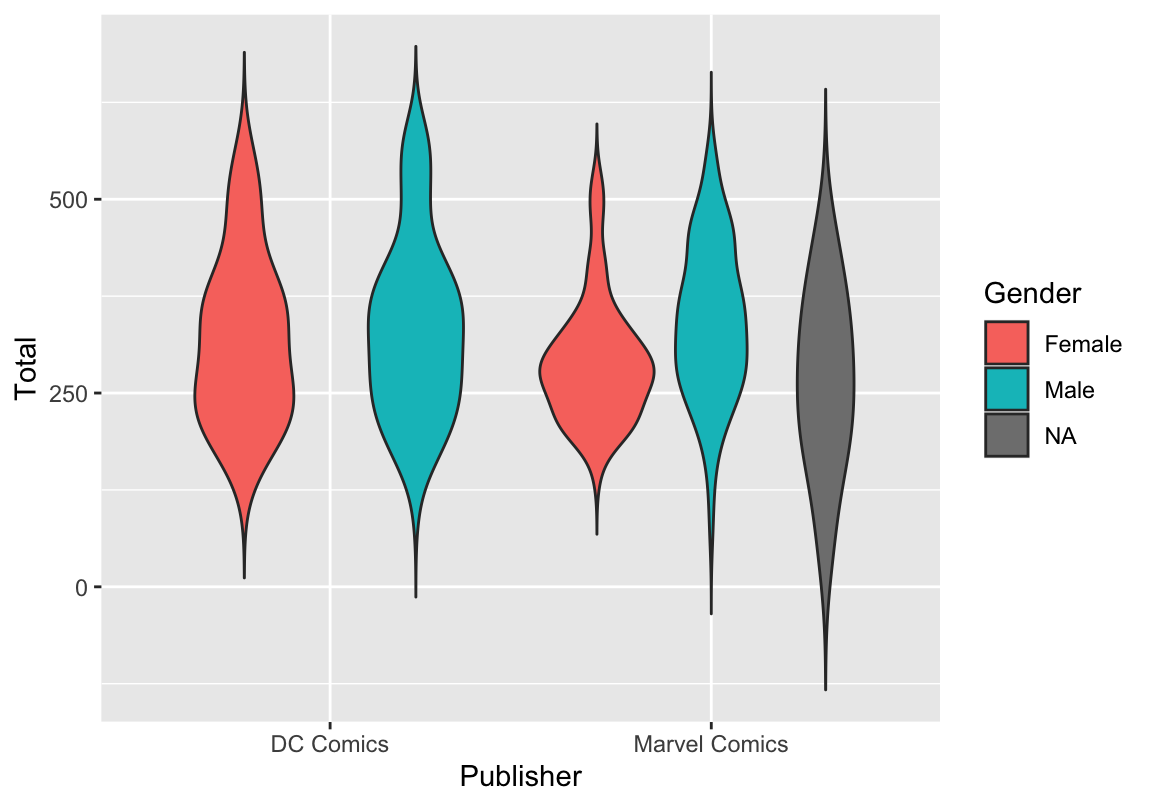 Total
500
250
0
DC Comics
Marvel Comics
Publisher
Gender
Female
Male
NA